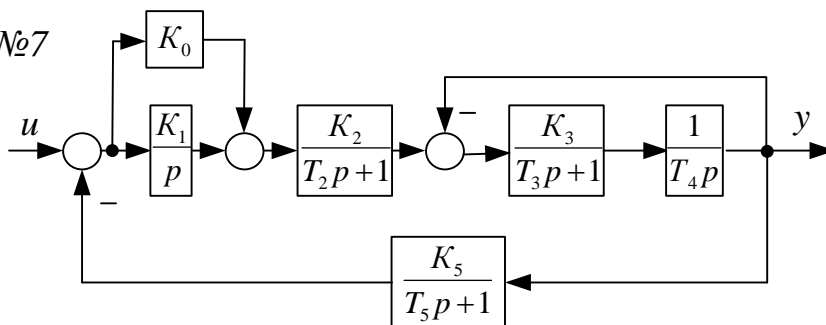 №7
K₀
u
K₁/p
K₂/(T₂p+1)
−
K₃/(T₃p+1)
1/(T₄p)
y
−
K₅/(T₅p+1)